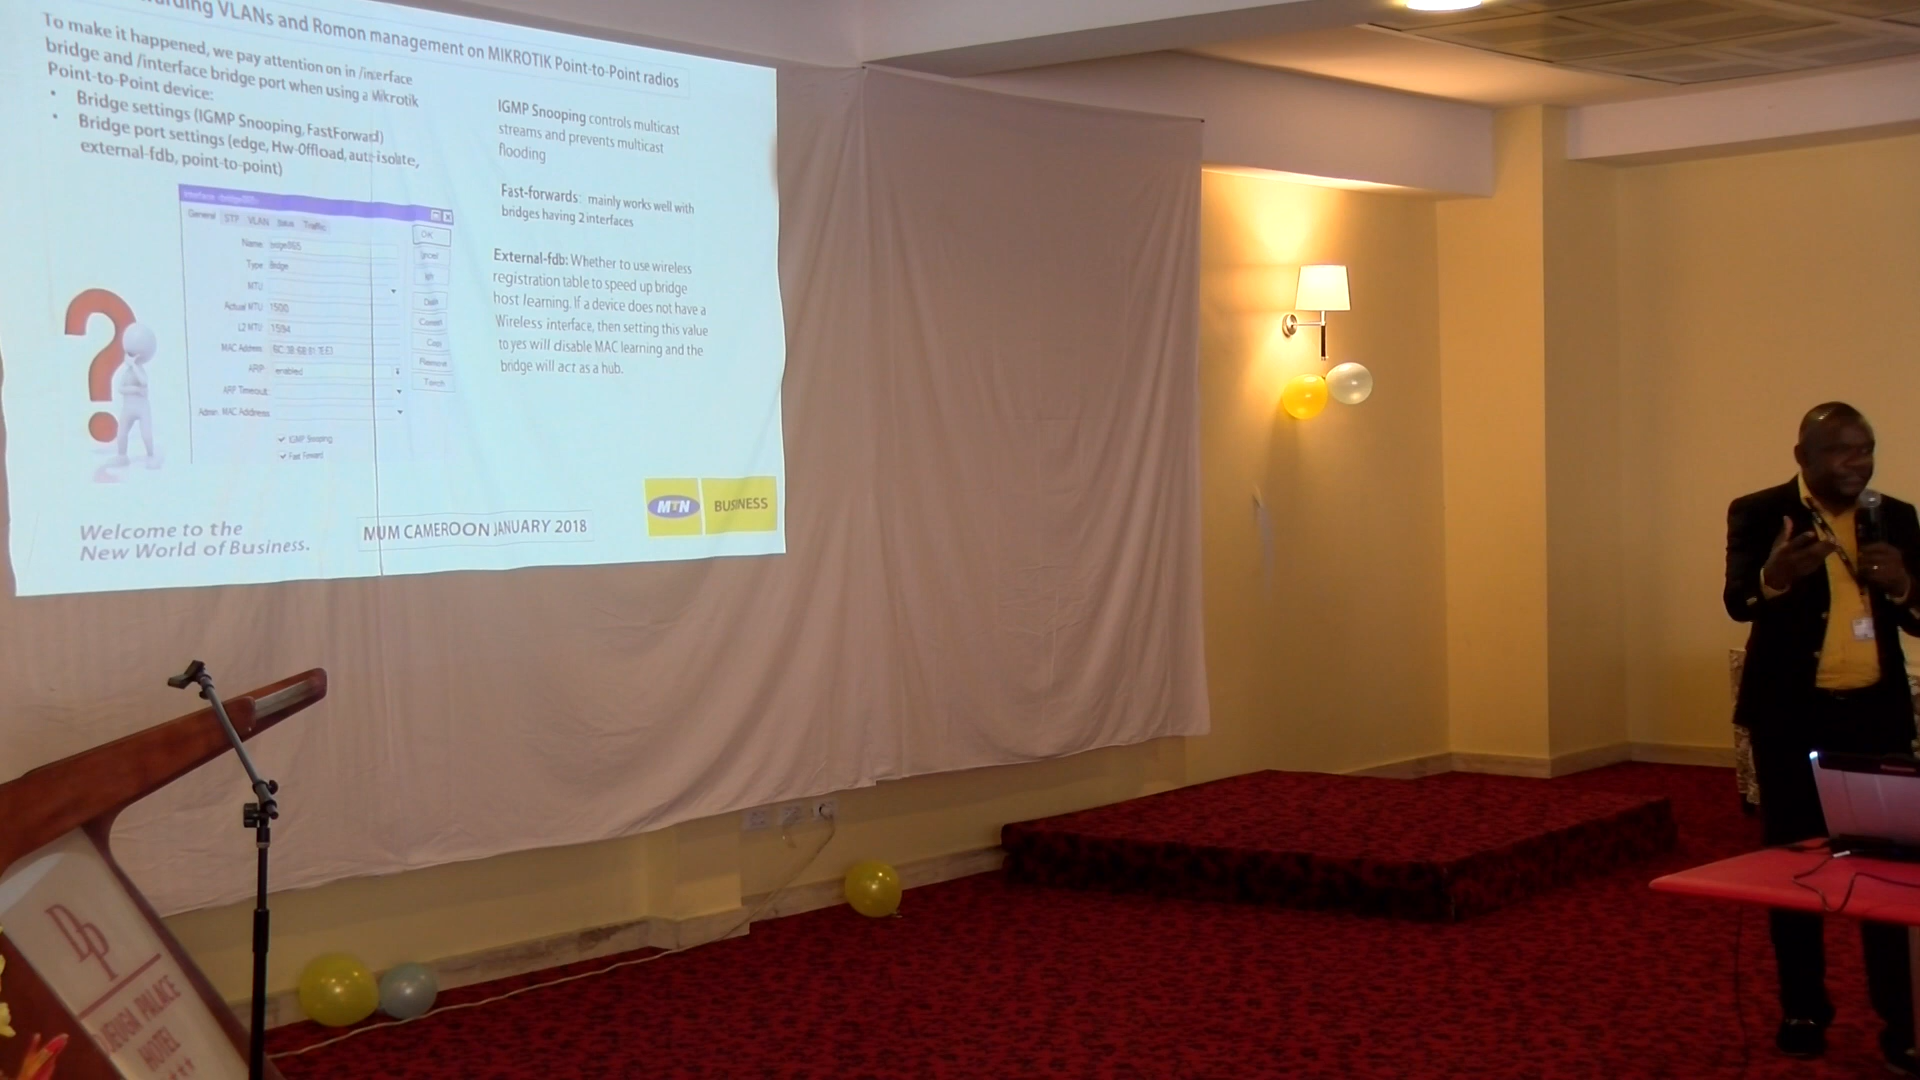 VLANs and Romon management on MIKROTIK Point-to-Point radios
To make it happened, we pay attention on in /interface
bridge and /interface bridge port when using a Mikrotik
Point-to-Point device:
• Bridge settings (IGMP Snooping, FastForward)
• Bridge port settings (edge, Hw-Offload, auto-isolate,
external-fdb, point-to-point)
General STP VLAN Status Traffic
Name:
Type: Bridge
MTU:
Actual MTU: 1500
L2 MTU: 1594
MAC Address:
ARP: enabled
ARP Timeout:
Admin. MAC Address:
✓ IGMP Snooping
✓ Fast Forward
OK
Copy
Remove
Torch
IGMP Snooping controls multicast
streams and prevents multicast
flooding
Fast-forwards: mainly works well with
bridges having 2 interfaces
External-fdb: Whether to use wireless
registration table to speed up bridge
host learning. If a device does not have a
Wireless interface, then setting this value
to yes will disable MAC learning and the
bridge will act as a hub.
Welcome to the
New World of Business.
MUM CAMEROON JANUARY 2018
MTN BUSINESS
DP
DJEUGA PALACE
HOTEL